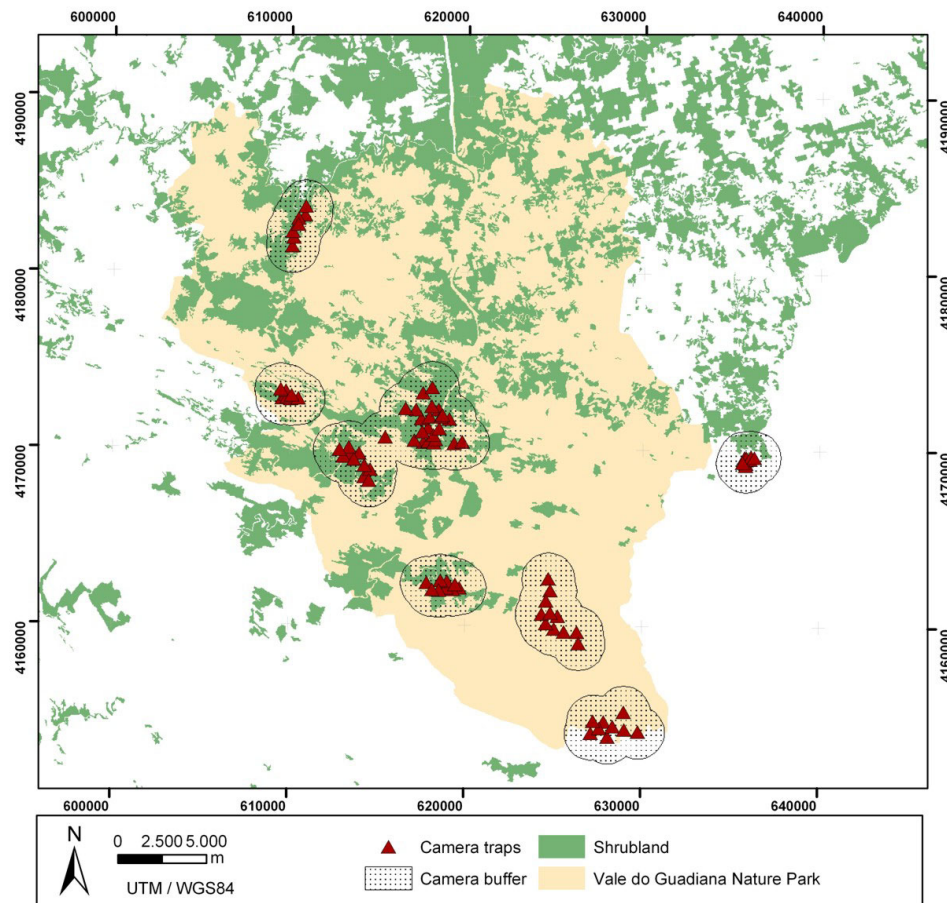 600000 610000 620000 630000 640000
4190000 4190000
4180000 4180000
4170000 4170000
4160000 4160000
600000 610000 620000 630000 640000
N
0 2.500 5.000
m
UTM / WGS84
Camera traps
Camera buffer
Shrubland
Vale do Guadiana Nature Park